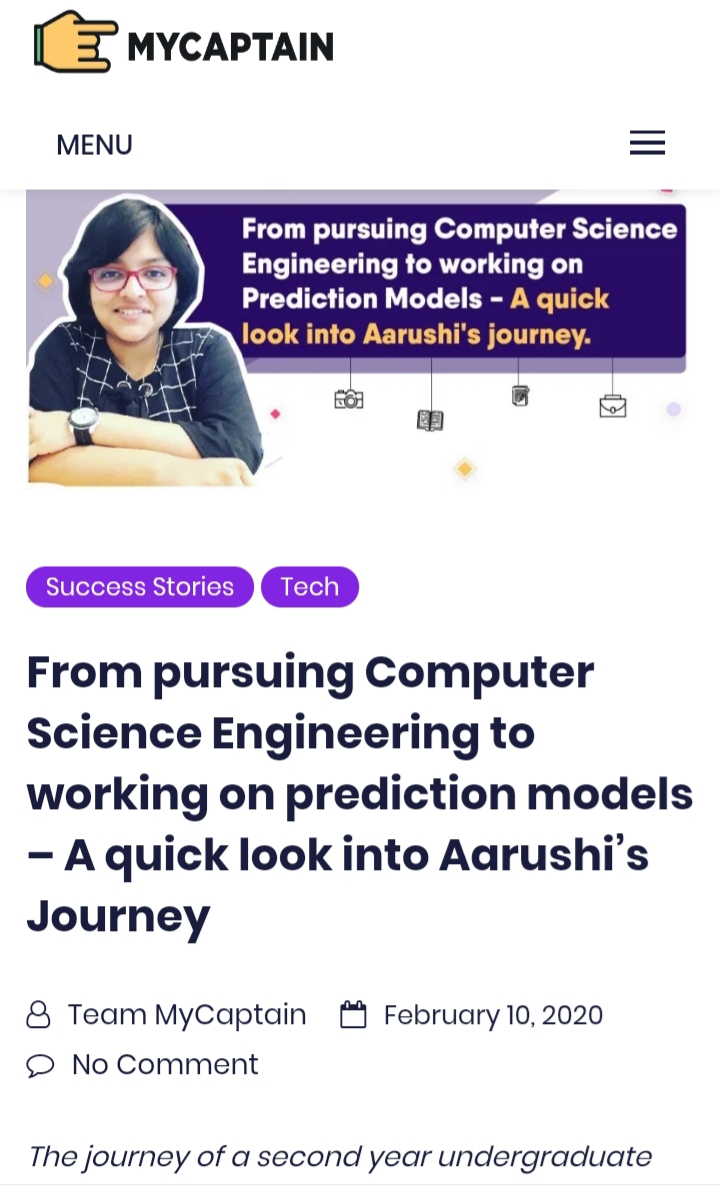 MYCAPTAIN
MENU
From pursuing Computer Science
Engineering to working on
Prediction Models – A quick
look into Aarushi's journey.
Success Stories Tech
From pursuing Computer
Science Engineering to
working on prediction models
– A quick look into Aarushi’s
Journey
Team MyCaptain February 10, 2020
No Comment
The journey of a second year undergraduate